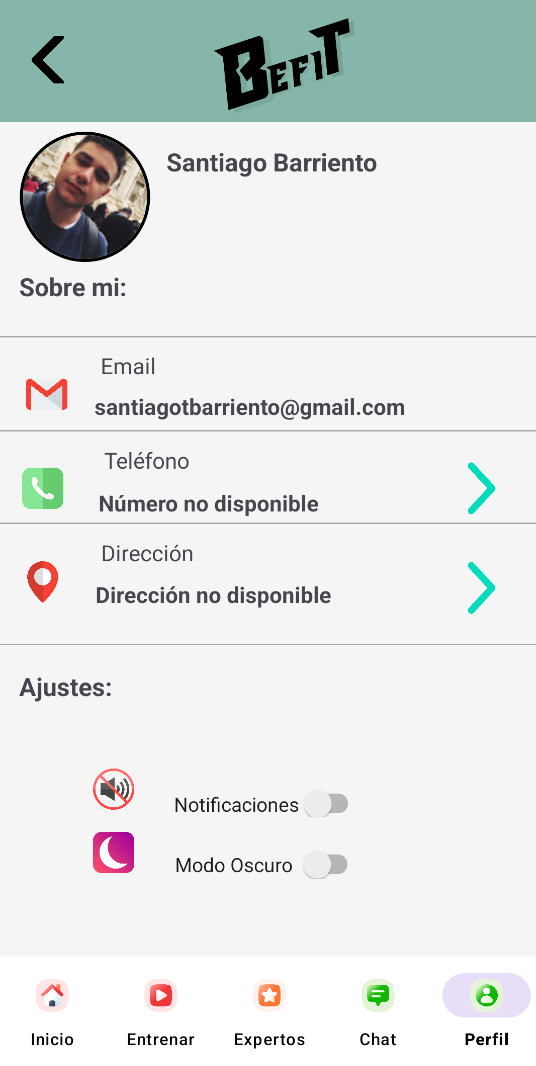 BEFIT
Santiago Barriento
Sobre mi:
Email
santiagotbarriento@gmail.com
Teléfono
Número no disponible
Dirección
Dirección no disponible
Ajustes:
Notificaciones
Modo Oscuro
Inicio Entrenar Expertos Chat Perfil